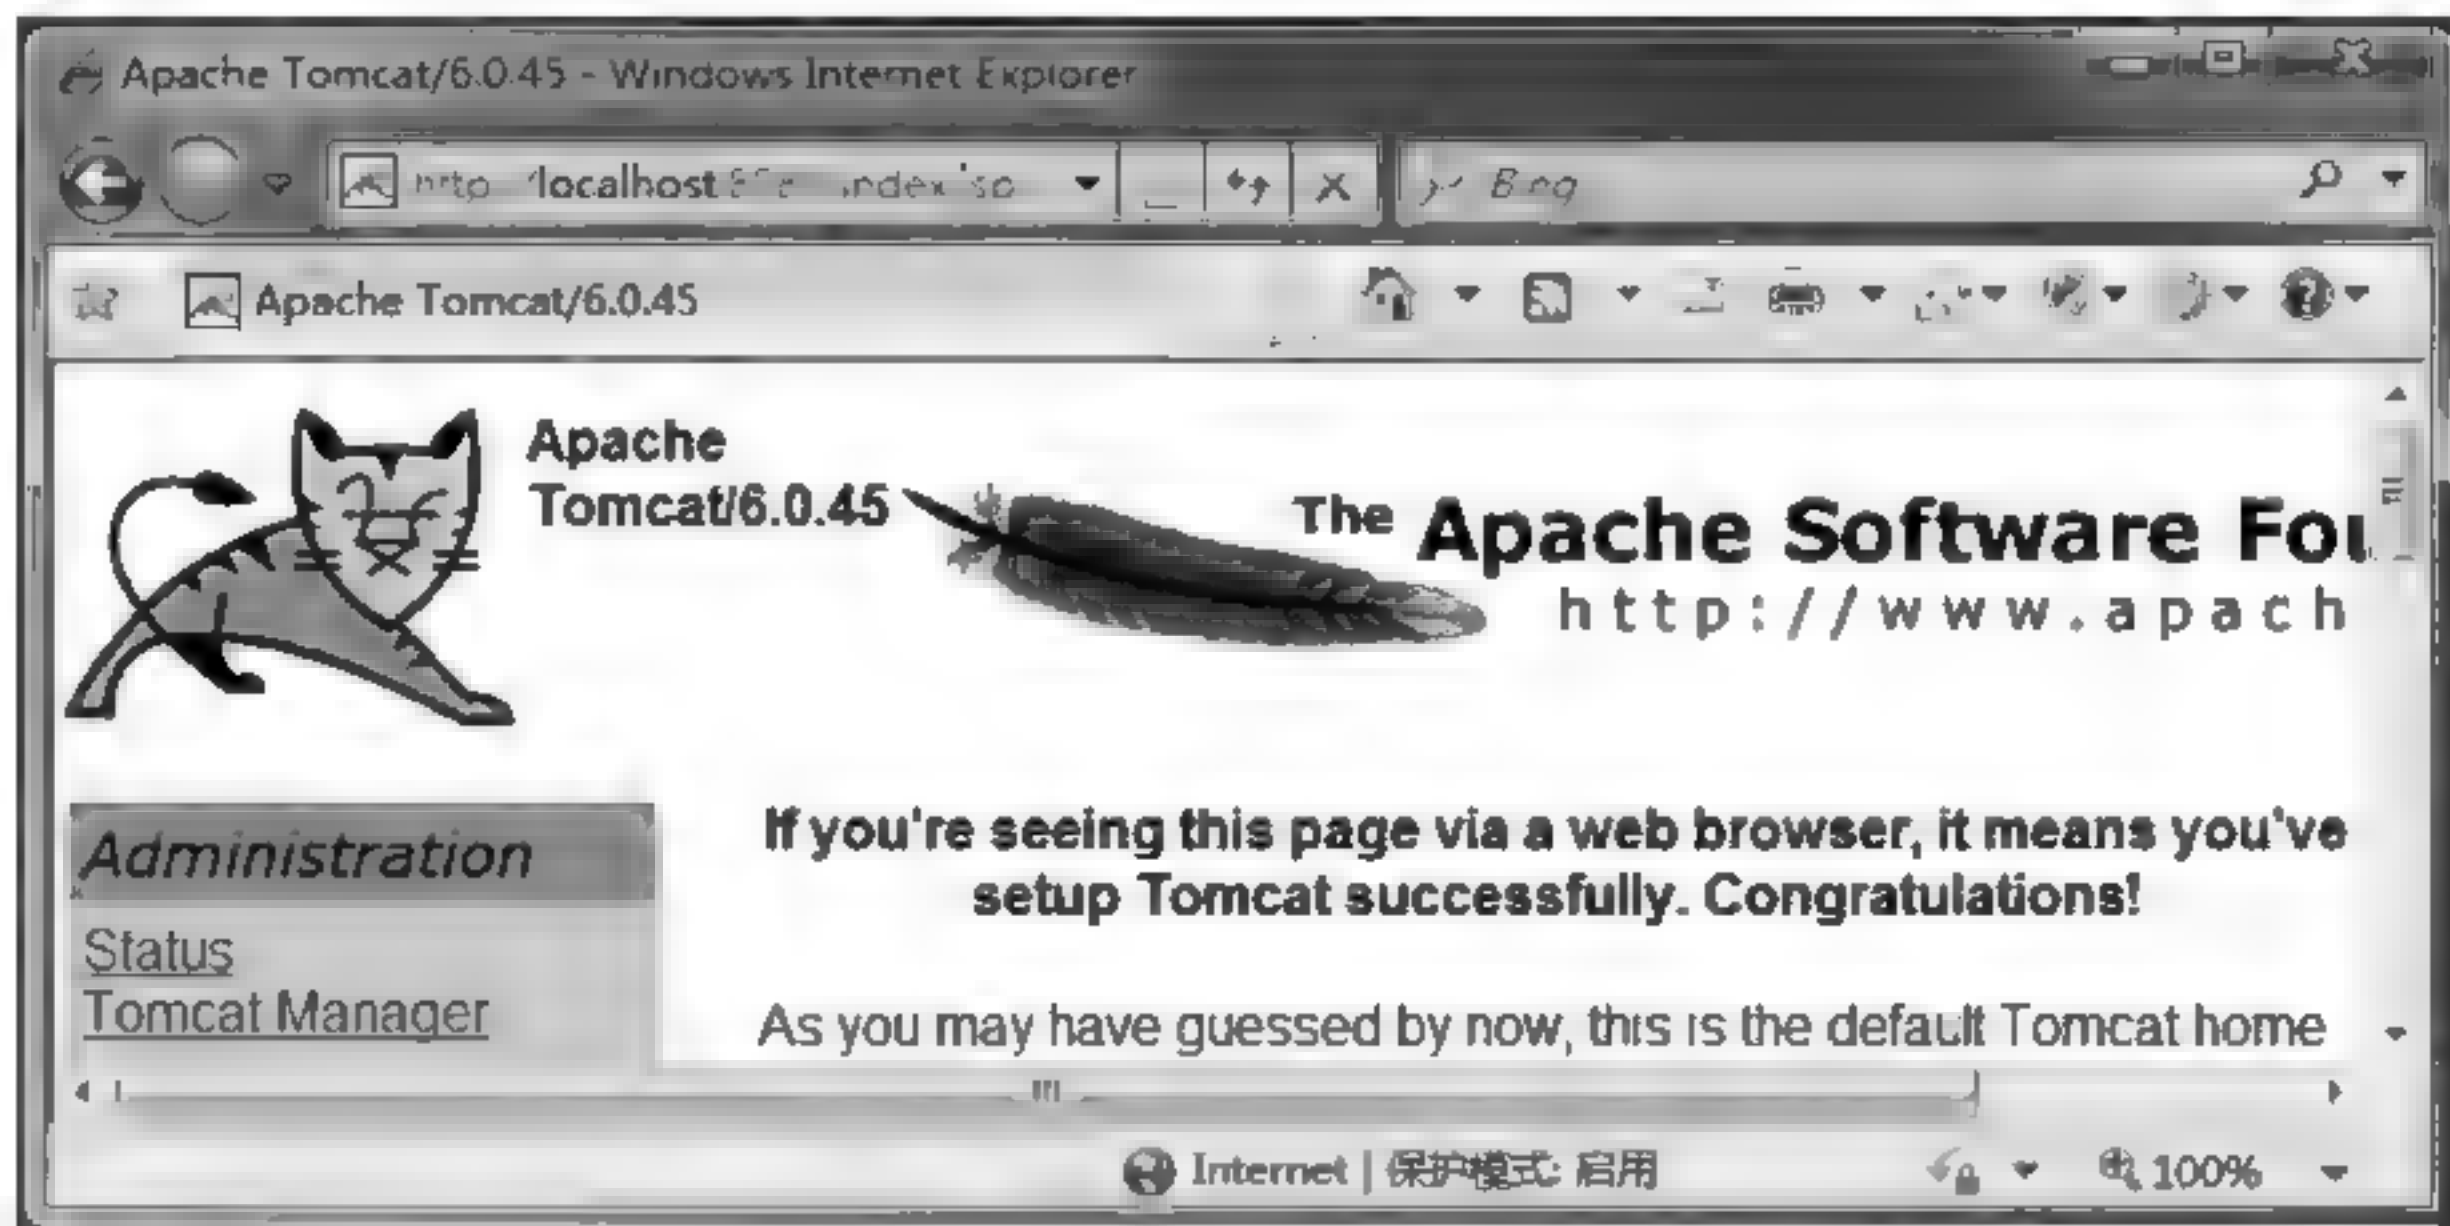 Apache Tomcat/6.0.45 - Windows Internet Explorer
localhost
Bing
Apache Tomcat/6.0.45
Apache
Tomcat/6.0.45
The Apache Software Fou
http://www.apach
Administration
If you're seeing this page via a web browser, it means you've
setup Tomcat successfully. Congratulations!
Status
Tomcat Manager
As you may have guessed by now, this is the default Tomcat home
Internet | 保护模式: 启用
100%